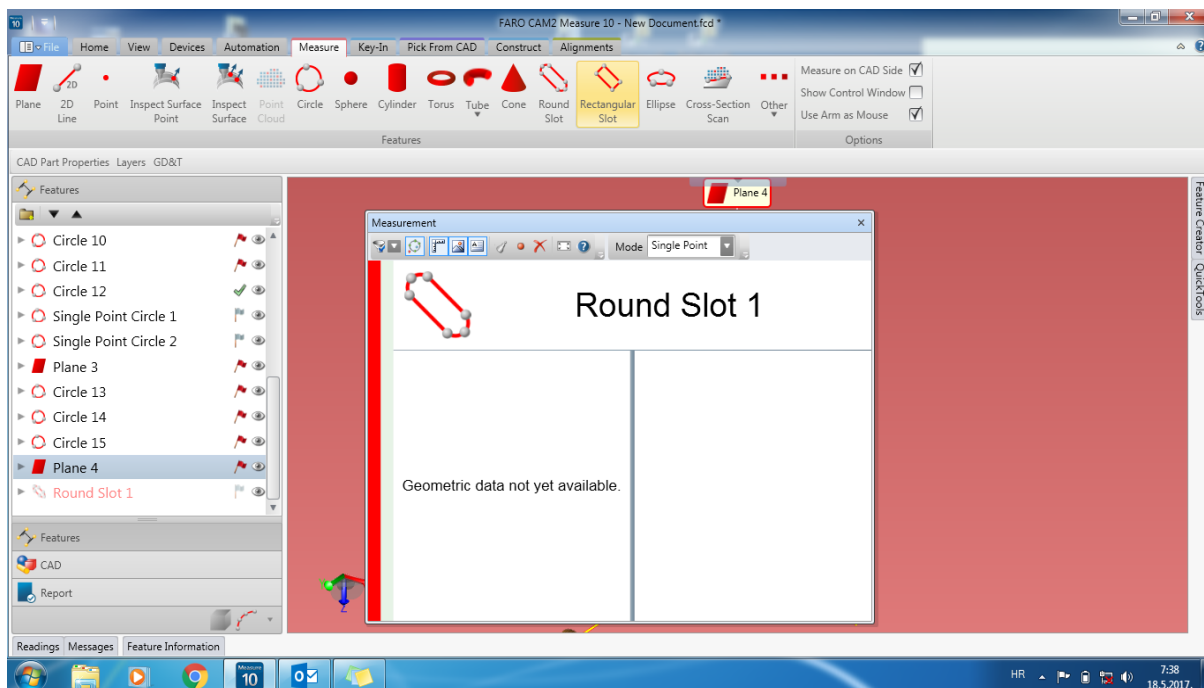 10
FARO CAM2 Measure 10 - New Document.fcd *
File Home View Devices Automation Measure Key-In Pick From CAD Construct Alignments
Plane
2D
2D Line
Point
Inspect Surface Point
Inspect Surface
Point Cloud
Circle
Sphere
Cylinder
Torus
Tube
Cone
Round Slot
Rectangular Slot
Ellipse
Cross-Section Scan
Other
Measure on CAD Side
Show Control Window
Use Arm as Mouse
Features
Options
CAD Part Properties Layers GD&T
Features
Circle 10
Circle 11
Circle 12
Single Point Circle 1
Single Point Circle 2
Plane 3
Circle 13
Circle 14
Circle 15
Plane 4
Round Slot 1
Features
CAD
Report
Plane 4
Measurement
Mode Single Point
Round Slot 1
Geometric data not yet available.
Z
Feature Creator
QuickTools
Readings Messages Feature Information
Measure
10
HR
7:38
18.5.2017.